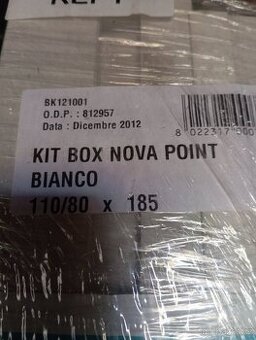 BK121001
O.D.P. : 812957
Data : Dicembre 2012
KIT BOX NOVA POINT
BIANCO
110/80 x 185